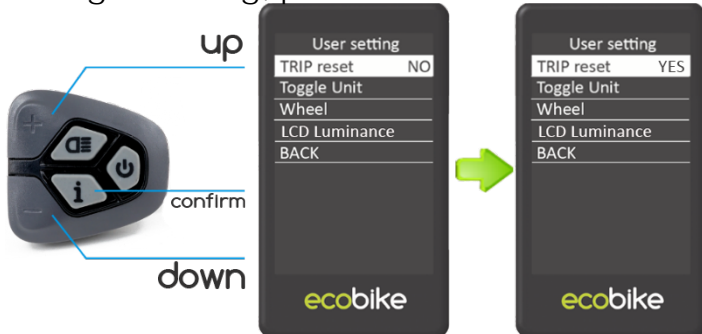 up
confirm
down
+
i
−
User setting
TRIP reset NO
Toggle Unit
Wheel
LCD Luminance
BACK
ecobike
User setting
TRIP reset YES
Toggle Unit
Wheel
LCD Luminance
BACK
ecobike